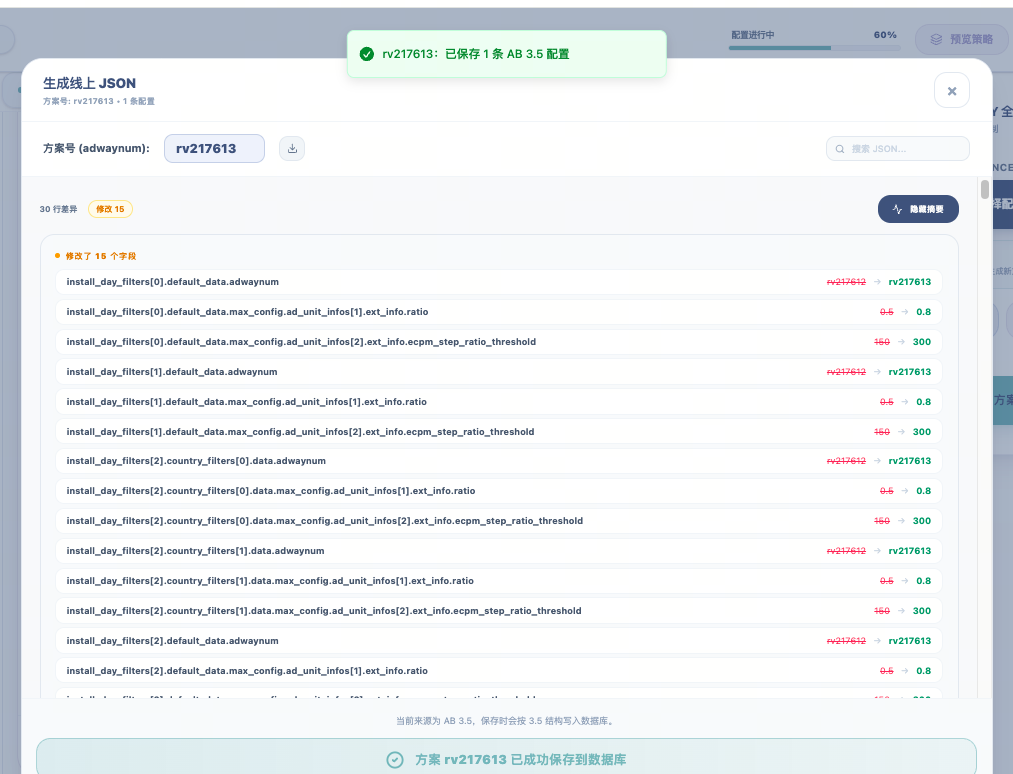 配置进行中
60%
预览策略
rv217613：已保存 1 条 AB 3.5 配置
生成线上 JSON
方案号: rv217613 • 1 条配置
方案号 (adwaynum):
rv217613
搜索 JSON...
30 行差异
修改 15
隐藏摘要
修改了 15 个字段
install_day_filters[0].default_data.adwaynum rv217612 → rv217613
install_day_filters[0].default_data.max_config.ad_unit_infos[1].ext_info.ratio 0.5 → 0.8
install_day_filters[0].default_data.max_config.ad_unit_infos[2].ext_info.ecpm_step_ratio_threshold 150 → 300
install_day_filters[1].default_data.adwaynum rv217612 → rv217613
install_day_filters[1].default_data.max_config.ad_unit_infos[1].ext_info.ratio 0.5 → 0.8
install_day_filters[1].default_data.max_config.ad_unit_infos[2].ext_info.ecpm_step_ratio_threshold 150 → 300
install_day_filters[2].country_filters[0].data.adwaynum rv217612 → rv217613
install_day_filters[2].country_filters[0].data.max_config.ad_unit_infos[1].ext_info.ratio 0.5 → 0.8
install_day_filters[2].country_filters[0].data.max_config.ad_unit_infos[2].ext_info.ecpm_step_ratio_threshold 150 → 300
install_day_filters[2].country_filters[1].data.adwaynum rv217612 → rv217613
install_day_filters[2].country_filters[1].data.max_config.ad_unit_infos[1].ext_info.ratio 0.5 → 0.8
install_day_filters[2].country_filters[1].data.max_config.ad_unit_infos[2].ext_info.ecpm_step_ratio_threshold 150 → 300
install_day_filters[2].default_data.adwaynum rv217612 → rv217613
install_day_filters[2].default_data.max_config.ad_unit_infos[1].ext_info.ratio 0.5 → 0.8
当前来源为 AB 3.5，保存时会按 3.5 结构写入数据库。
方案 rv217613 已成功保存到数据库
Y 全
NCE
择配
方案